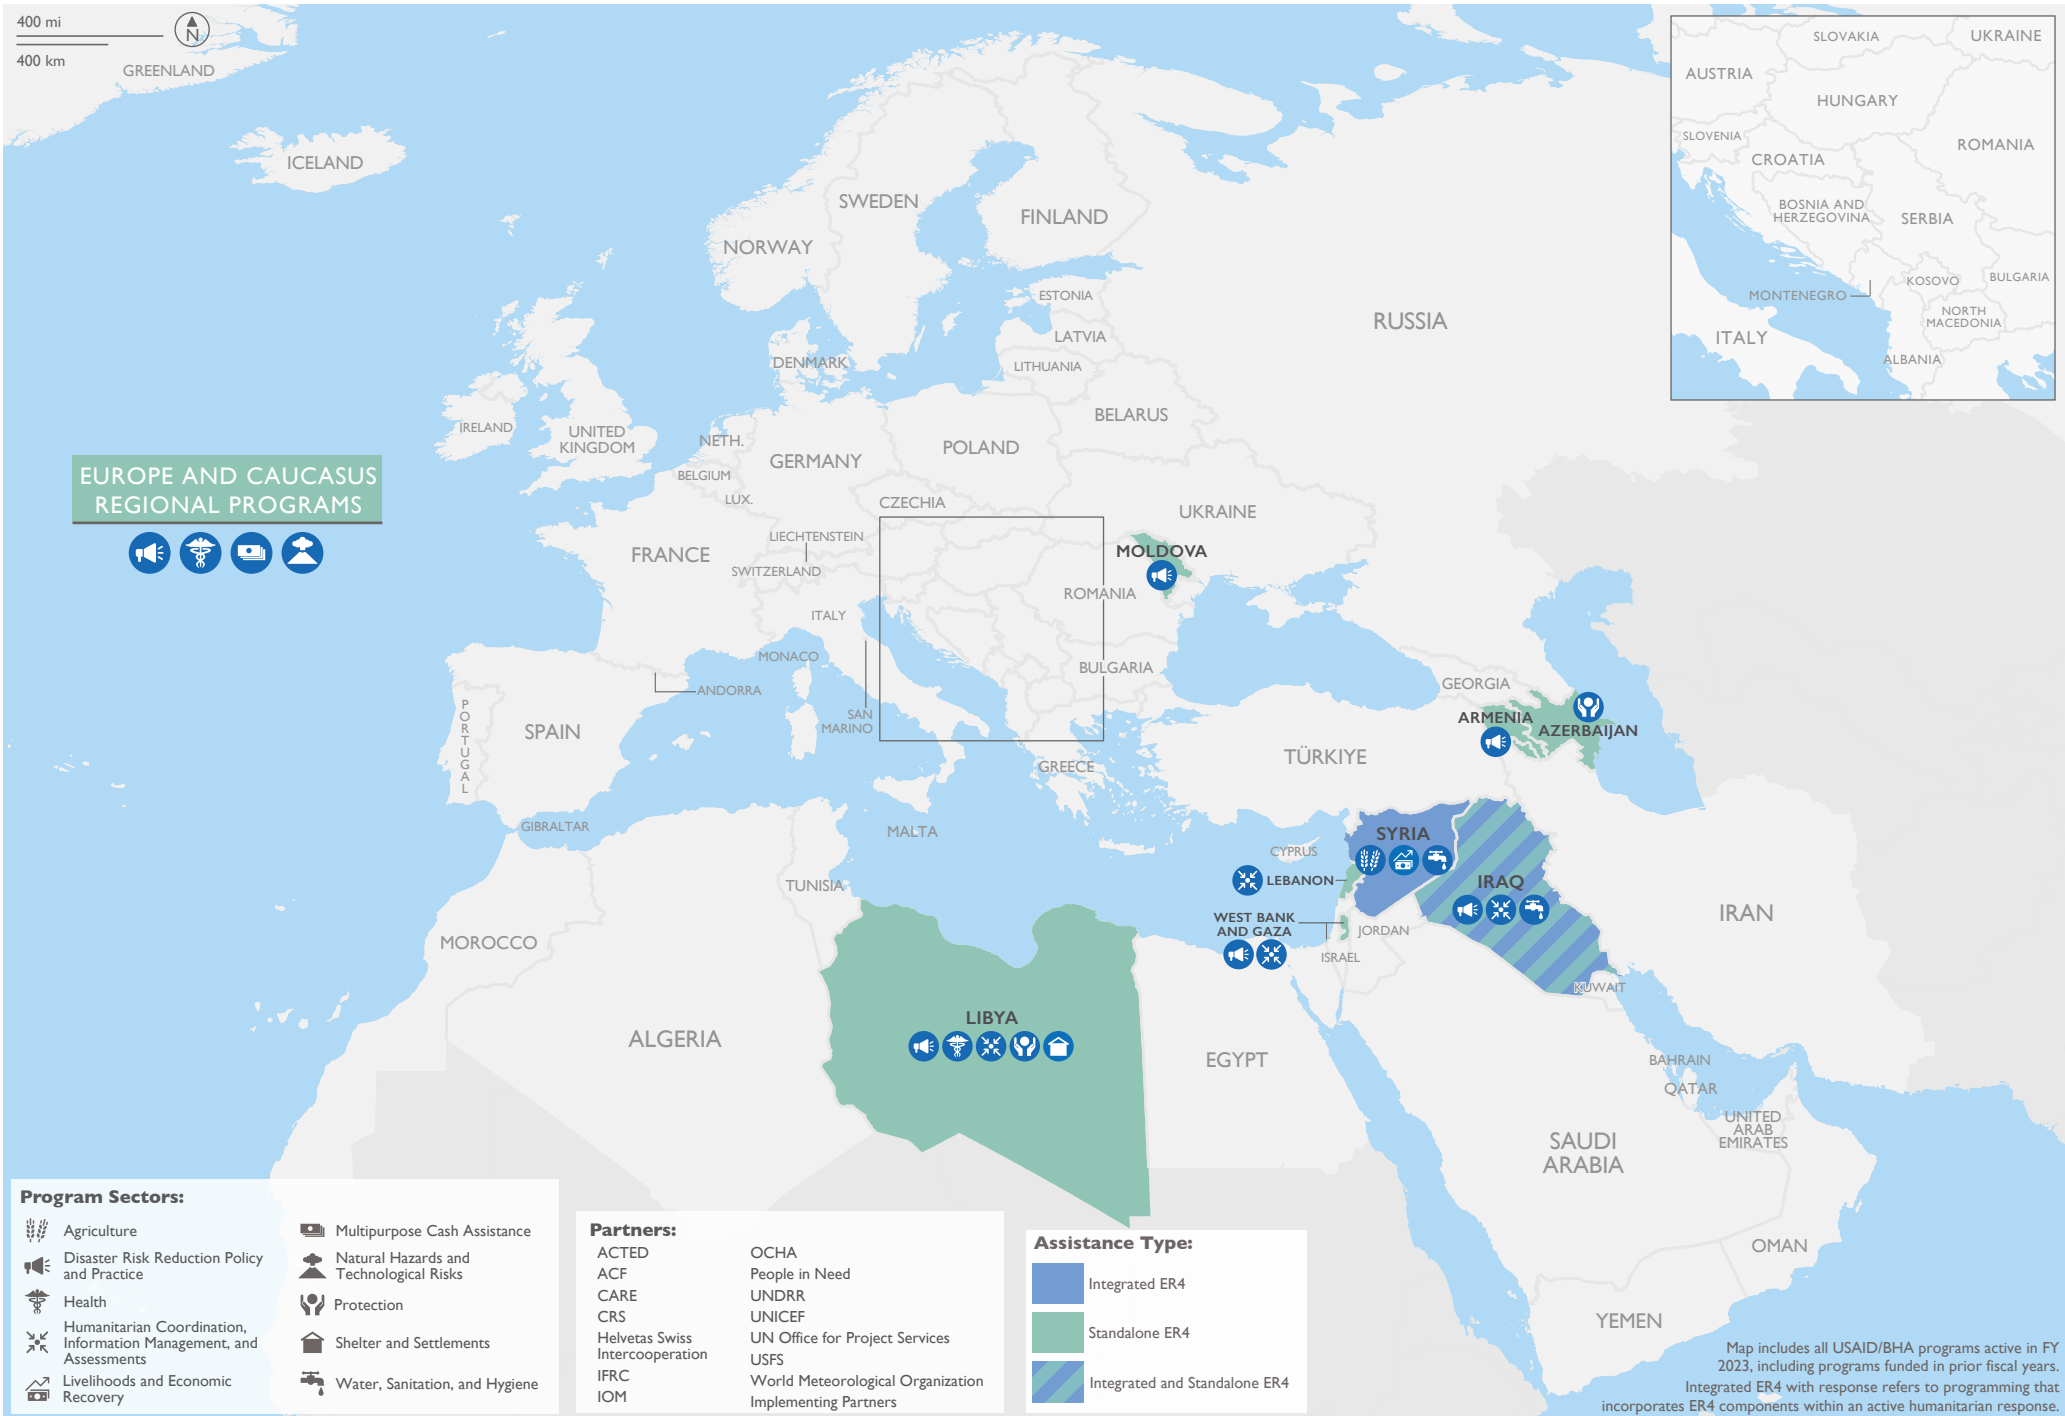 400 mi
400 km
N
GREENLAND
ICELAND
SWEDEN
FINLAND
NORWAY
ESTONIA
LATVIA
LITHUANIA
DENMARK
RUSSIA
BELARUS
IRELAND
UNITED
KINGDOM
NETH.
BELGIUM
LUX.
GERMANY
POLAND
CZECHIA
UKRAINE
LIECHTENSTEIN
SWITZERLAND
FRANCE
MOLDOVA
ROMANIA
ITALY
MONACO
ANDORRA
SAN
MARINO
BULGARIA
PORTUGAL
SPAIN
GIBRALTAR
GREECE
MALTA
TÜRKIYE
GEORGIA
ARMENIA
AZERBAIJAN
CYPRUS
SYRIA
LEBANON
IRAQ
IRAN
WEST BANK
AND GAZA
JORDAN
ISRAEL
KUWAIT
TUNISIA
MOROCCO
ALGERIA
LIBYA
EGYPT
BAHRAIN
QATAR
UNITED
ARAB
EMIRATES
SAUDI
ARABIA
OMAN
YEMEN
EUROPE AND CAUCASUS
REGIONAL PROGRAMS
SLOVAKIA
UKRAINE
AUSTRIA
HUNGARY
SLOVENIA
CROATIA
ROMANIA
BOSNIA AND
HERZEGOVINA
SERBIA
KOSOVO
BULGARIA
MONTENEGRO
NORTH
MACEDONIA
ITALY
ALBANIA
Program Sectors:
Agriculture
Disaster Risk Reduction Policy
and Practice
Health
Humanitarian Coordination,
Information Management, and
Assessments
Livelihoods and Economic
Recovery
Multipurpose Cash Assistance
Natural Hazards and
Technological Risks
Protection
Shelter and Settlements
Water, Sanitation, and Hygiene
Partners:
ACTED
ACF
CARE
CRS
Helvetas Swiss
Intercooperation
IFRC
IOM
OCHA
People in Need
UNDRR
UNICEF
UN Office for Project Services
USFS
World Meteorological Organization
Implementing Partners
Assistance Type:
Integrated ER4
Standalone ER4
Integrated and Standalone ER4
Map includes all USAID/BHA programs active in FY
2023, including programs funded in prior fiscal years.
Integrated ER4 with response refers to programming that
incorporates ER4 components within an active humanitarian response.